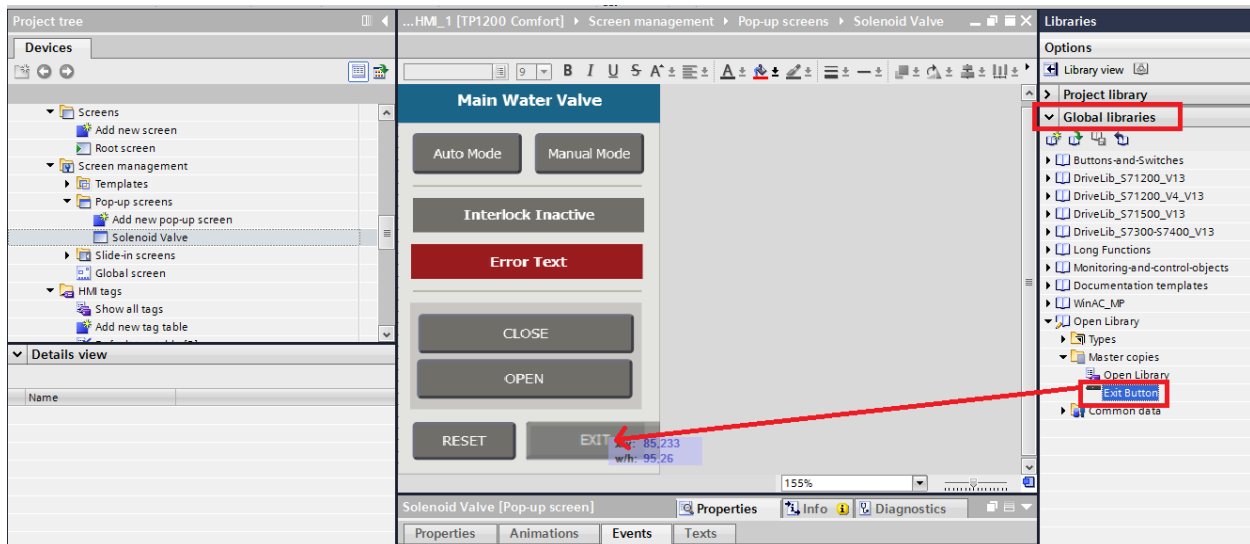 Project tree
Devices
Screens
Add new screen
Root screen
Screen management
Templates
Pop-up screens
Add new pop-up screen
Solenoid Valve
Slide-in screens
Global screen
HMI tags
Show all tags
Add new tag table
Details view
Name
...HMI_1 [TP1200 Comfort] Screen management Pop-up screens Solenoid Valve
9 B I U S A A
Main Water Valve
Auto Mode Manual Mode
Interlock Inactive
Error Text
CLOSE
OPEN
RESET EXIT
x/y: 85,233
w/h: 95,26
155%
Solenoid Valve [Pop-up screen] Properties Info Diagnostics
Properties Animations Events Texts
Libraries
Options
Library view
Project library
Global libraries
Buttons-and-Switches
DriveLib_S71200_V13
DriveLib_S71200_V4_V13
DriveLib_S71500_V13
DriveLib_S7300-S7400_V13
Long Functions
Monitoring-and-control-objects
Documentation templates
WinAC_MP
Open Library
Types
Master copies
Open Library
Exit Button
Common data